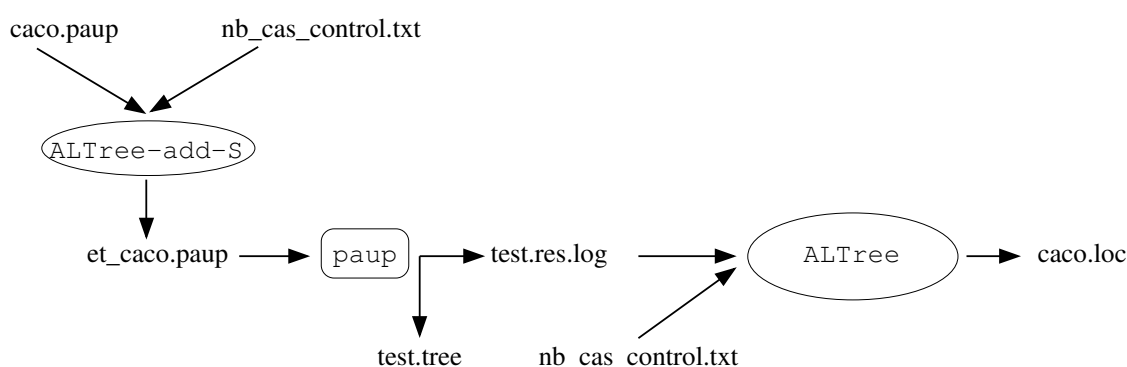 caco.paup
nb_cas_control.txt
ALTree-add-S
et_caco.paup
paup
test.res.log
ALTree
caco.loc
test.tree
nb cas control.txt